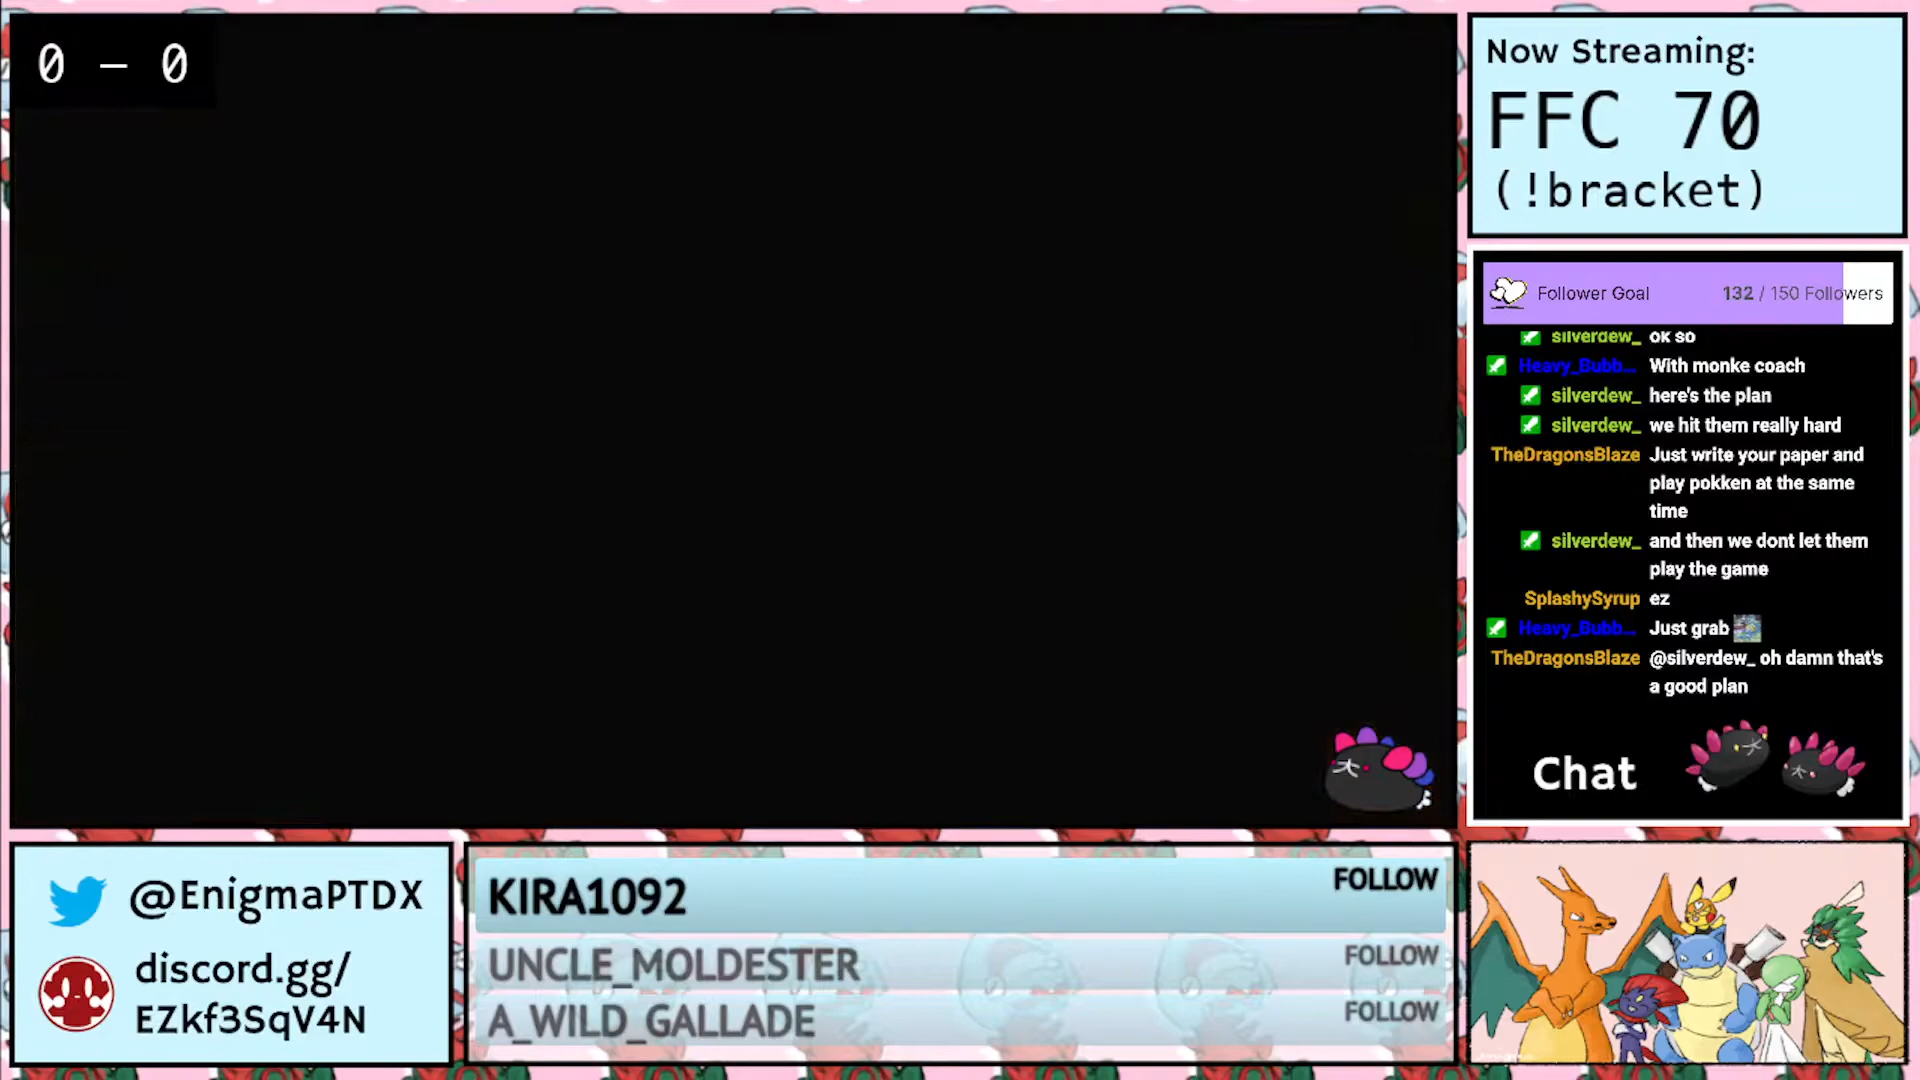 0 – 0
Now Streaming:
FFC 70
(!bracket)
Follower Goal 132 / 150 Followers
silverdew_ ok so
Heavy_Bubb... With monke coach
silverdew_ here's the plan
silverdew_ we hit them really hard
TheDragonsBlaze Just write your paper and
play pokken at the same
time
silverdew_ and then we dont let them
play the game
SplashySyrup ez
Heavy_Bubb... Just grab
TheDragonsBlaze @silverdew_ oh damn that's
a good plan
Chat
@EnigmaPTDX
discord.gg/
EZkf3SqV4N
KIRA1092 FOLLOW
UNCLE_MOLDESTER FOLLOW
A_WILD_GALLADE FOLLOW